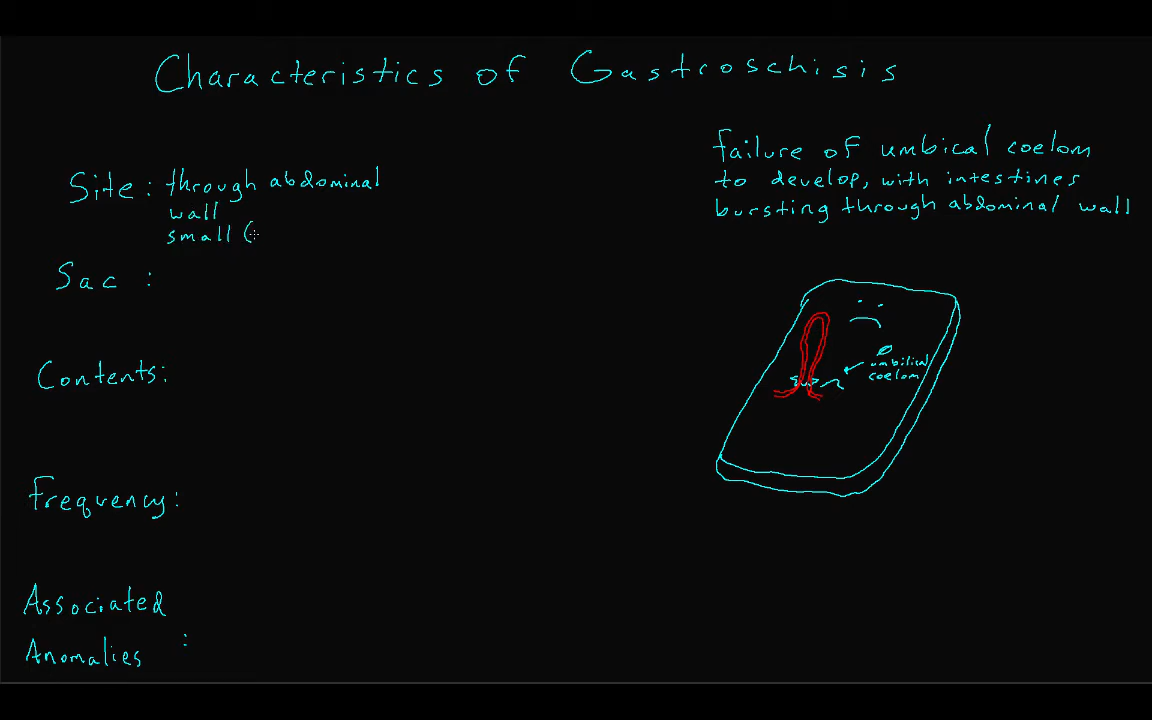 Characteristics of Gastroschisis
failure of umbical coelom
to develop, with intestines
bursting through abdominal wall
Site: through abdominal
wall
small (
Sac :
Contents:
Frequency:
Associated
Anomalies :
umbilical
coelom